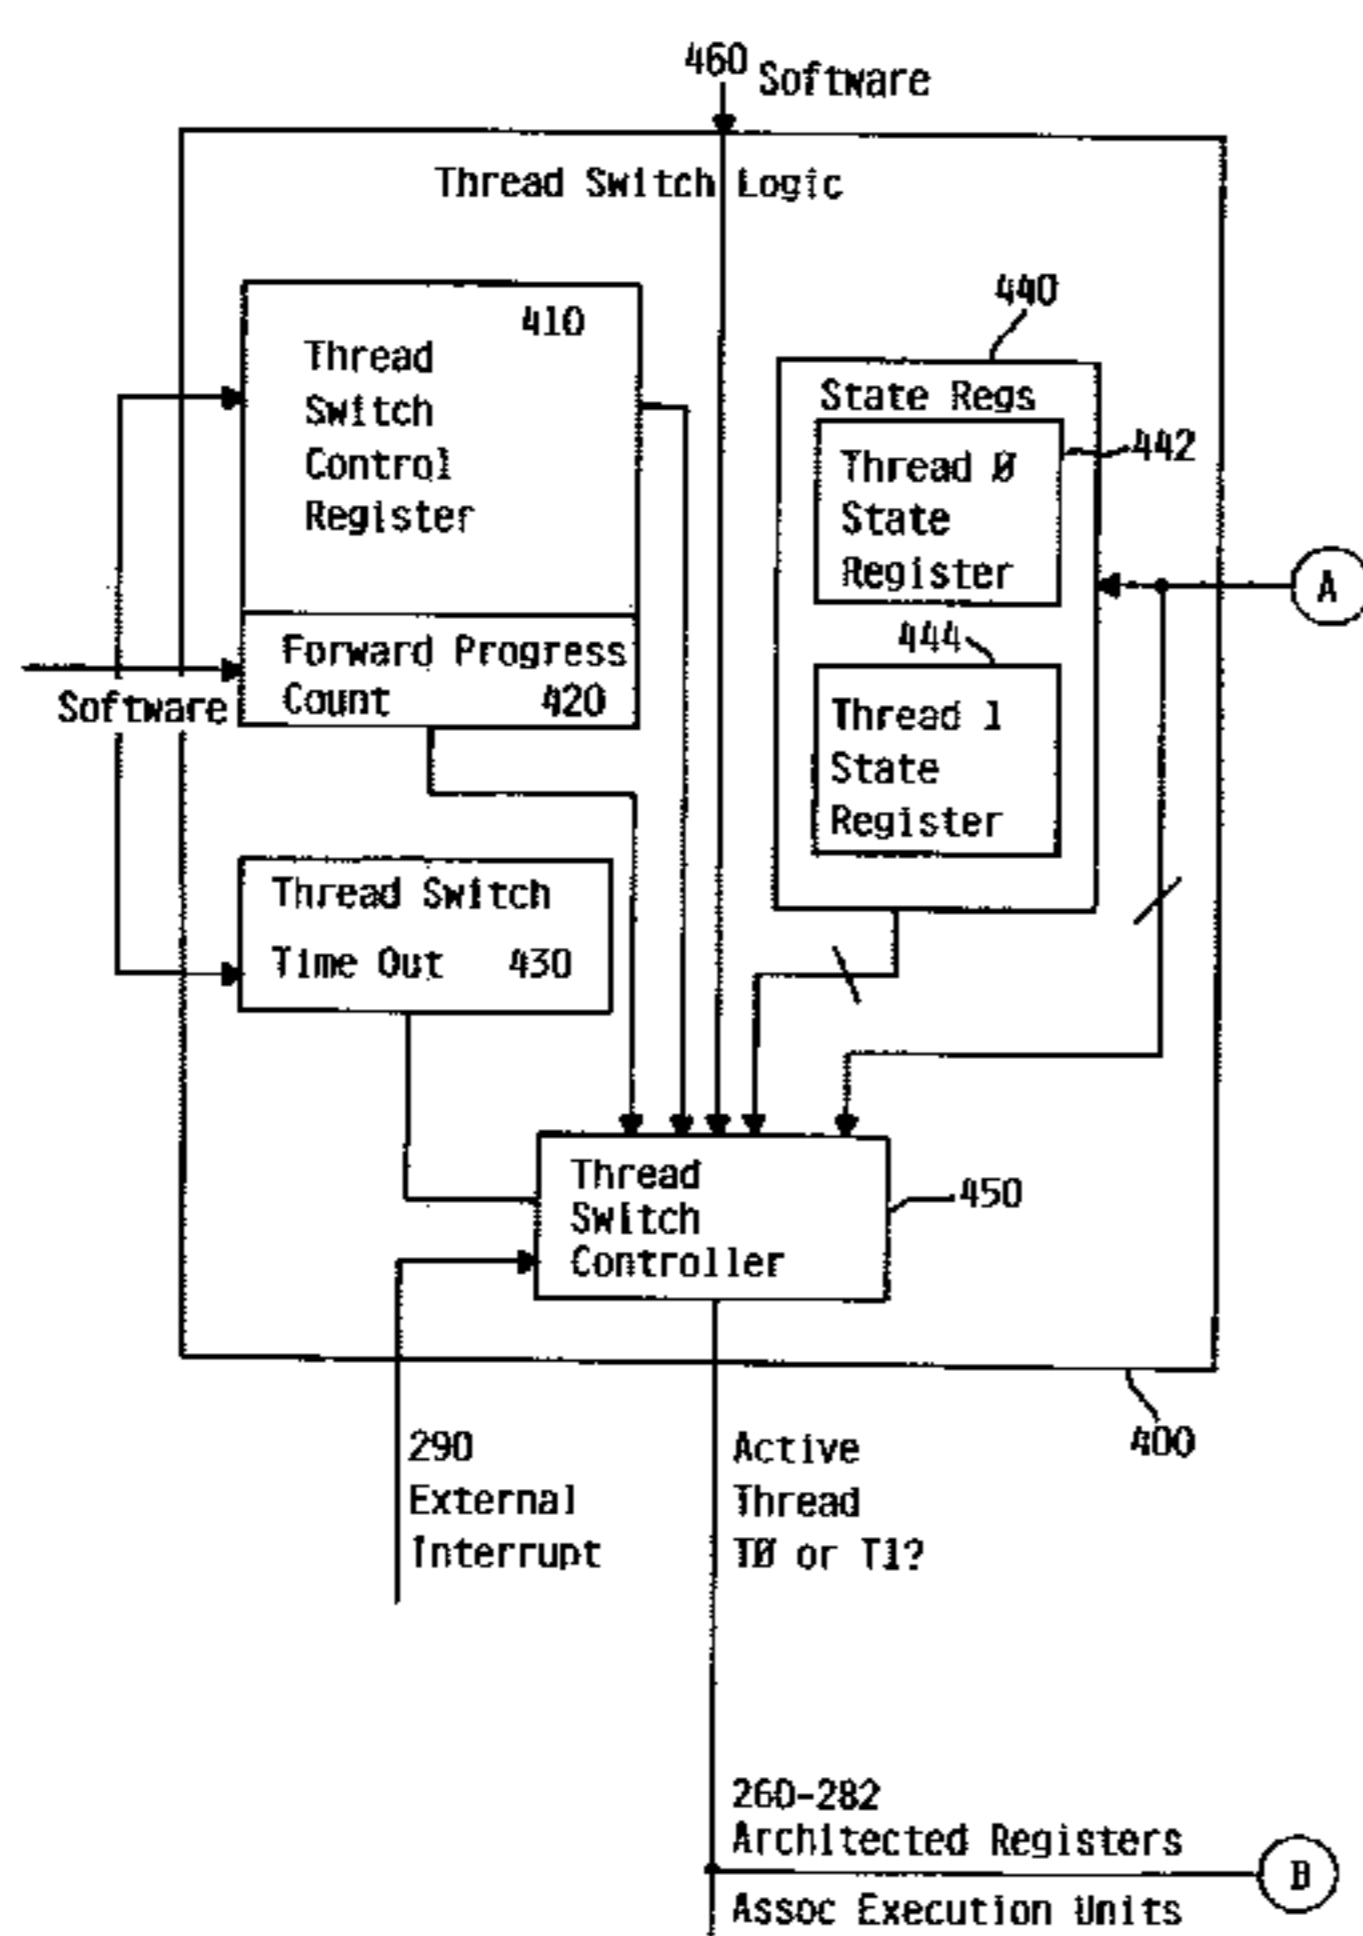 460 Software
Thread Switch Logic
410
Thread
Switch
Control
Register
Forward Progress
Count 420
Software
440
State Regs
442
Thread Ø
State
Register
444
Thread 1
State
Register
A
Thread Switch
Time Out 430
Thread
Switch
Controller
450
400
290
External
Interrupt
Active
Thread
TØ or T1?
260-282
Architected Registers
B
Assoc Execution Units